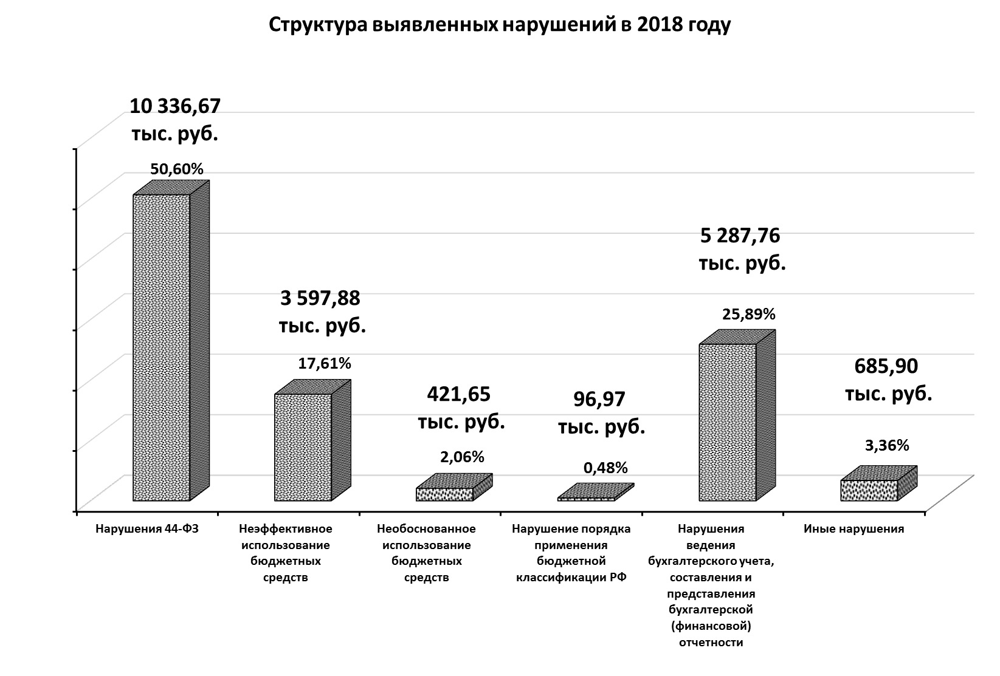 Структура выявленных нарушений в 2018 году
10 336,67
тыс. руб.
50,60%
3 597,88
тыс. руб.
17,61%
421,65
тыс. руб.
2,06%
96,97
тыс. руб.
0,48%
5 287,76
тыс. руб.
25,89%
685,90
тыс. руб.
3,36%
Нарушения 44-ФЗ
Неэффективное
использование
бюджетных
средств
Необоснованное
использование
бюджетных
средств
Нарушение порядка
применения
бюджетной
классификации РФ
Нарушения
ведения
бухгалтерского учета,
составления и
представления
бухгалтерской
(финансовой)
отчетности
Иные нарушения